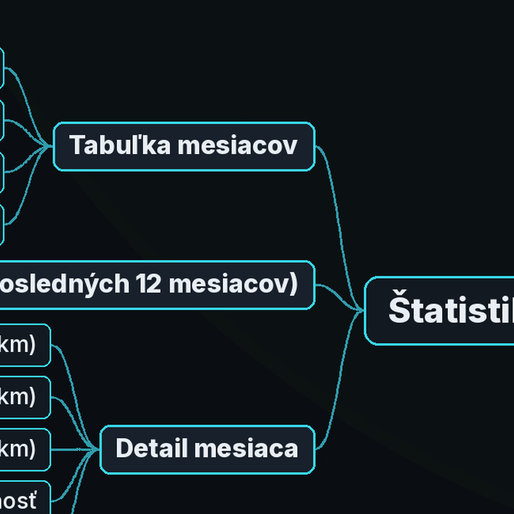 Tabuľka mesiacov
osledných 12 mesiacov)
Štatisti
km)
km)
Detail mesiaca
km)
nosť